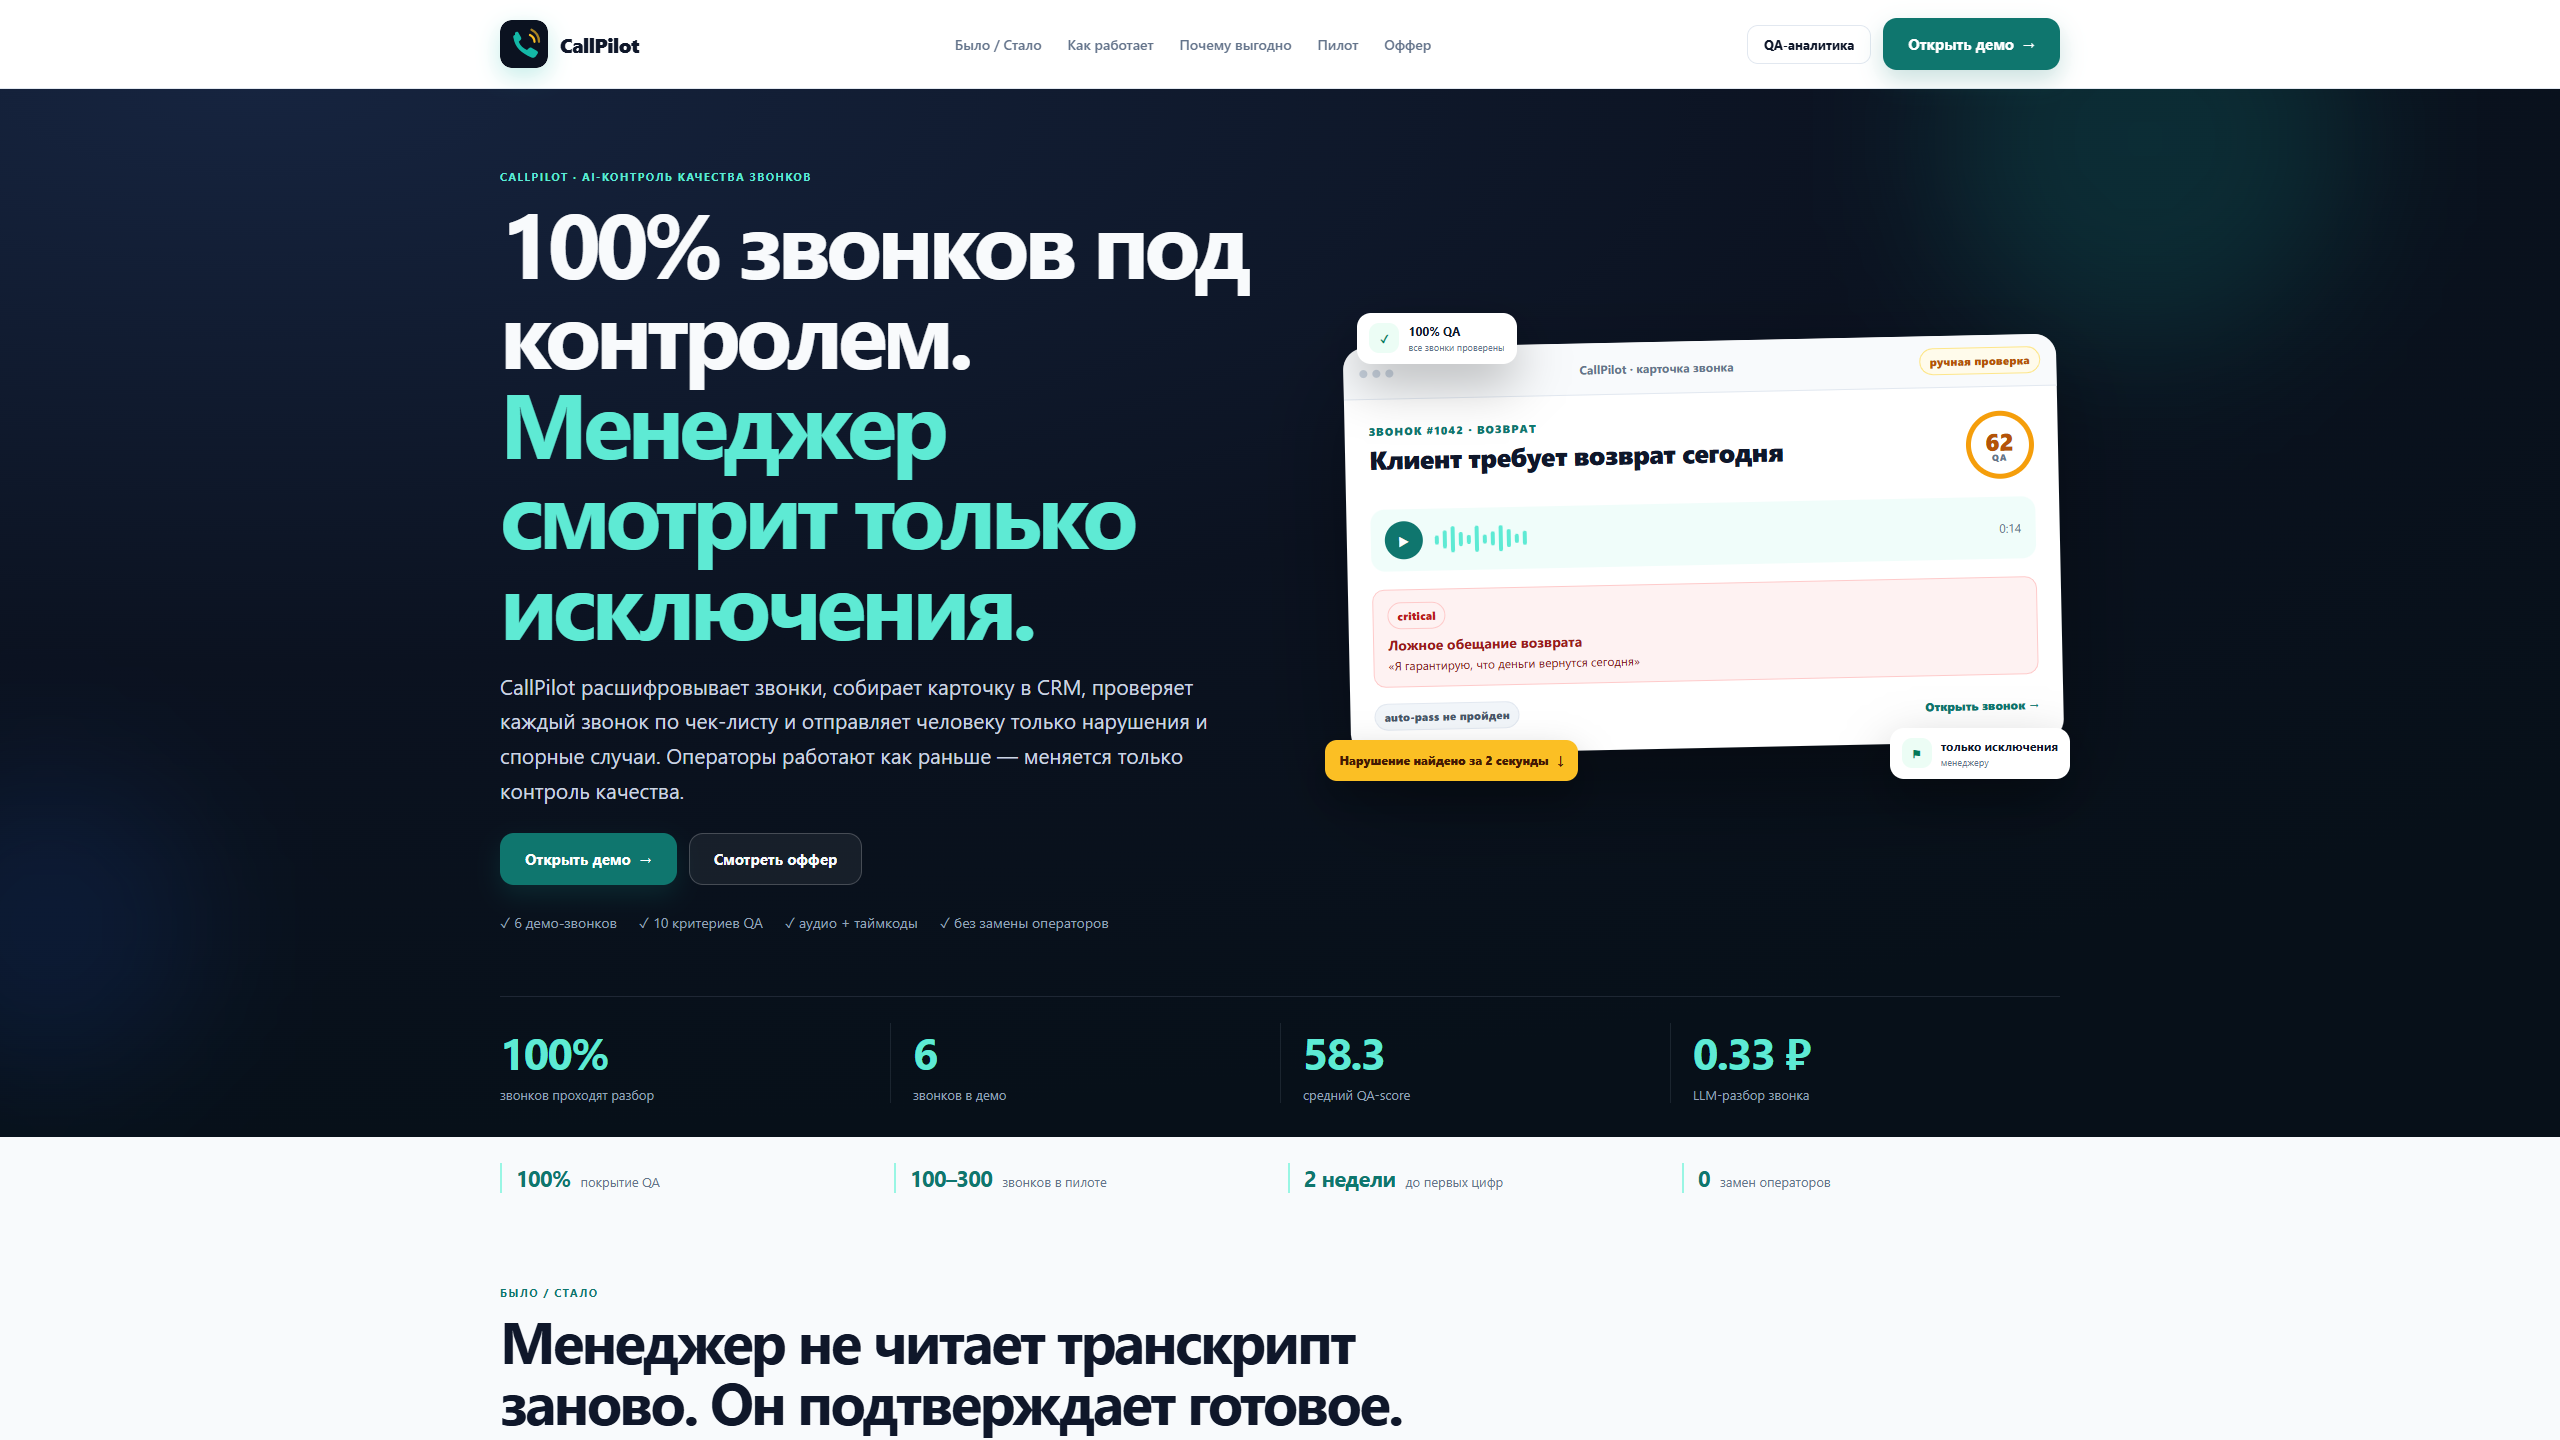 CallPilot
Было / Стало
Как работает
Почему выгодно
Пилот
Оффер
QA-аналитика
Открыть демо →
CALLPILOT · AI-КОНТРОЛЬ КАЧЕСТВА ЗВОНКОВ
100% звонков под
контролем.
Менеджер
смотрит только
исключения.
CallPilot расшифровывает звонки, собирает карточку в CRM, проверяет
каждый звонок по чек-листу и отправляет человеку только нарушения и
спорные случаи. Операторы работают как раньше — меняется только
контроль качества.
Открыть демо →
Смотреть оффер
✓ 6 демо-звонков
✓ 10 критериев QA
✓ аудио + таймкоды
✓ без замены операторов
✓ 100% QA
все звонки проверены
CallPilot · карточка звонка
ручная проверка
ЗВОНОК #1042 · ВОЗВРАТ
Клиент требует возврат сегодня
62
QA
0:14
critical
Ложное обещание возврата
«Я гарантирую, что деньги вернутся сегодня»
auto-pass не пройден
Открыть звонок →
Нарушение найдено за 2 секунды ↓
только исключения
менеджеру
100%
звонков проходят разбор
6
звонков в демо
58.3
средний QA-score
0.33 ₽
LLM-разбор звонка
100% покрытие QA
100–300 звонков в пилоте
2 недели до первых цифр
0 замен операторов
БЫЛО / СТАЛО
Менеджер не читает транскрипт
заново. Он подтверждает готовое.